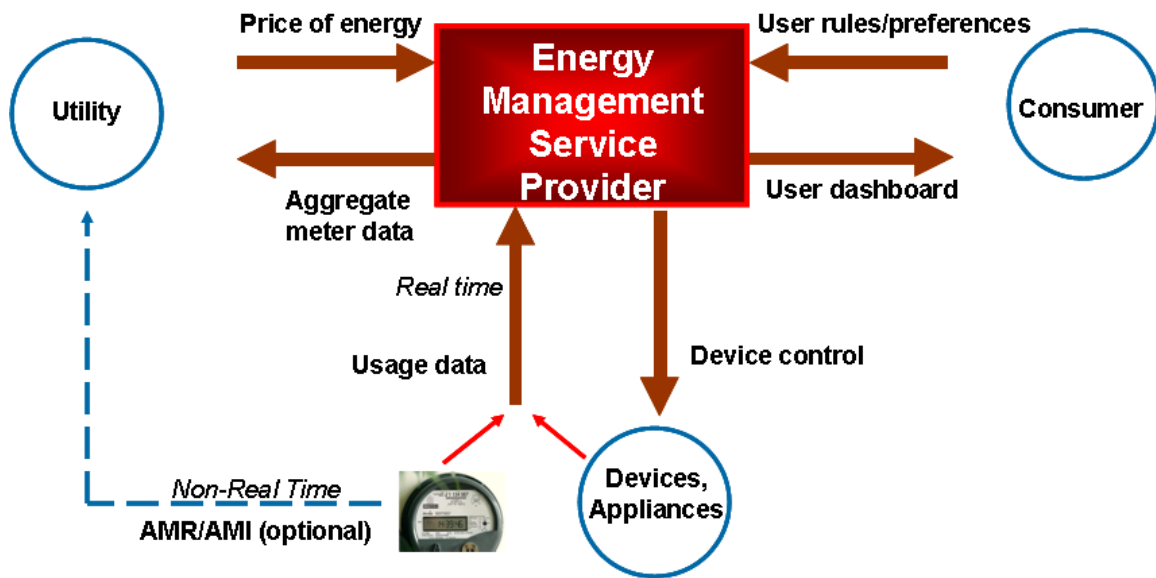 Price of energy
User rules/preferences
Energy
Management
Service
Provider
Utility
Consumer
Aggregate
meter data
User dashboard
Real time
Usage data
Device control
Devices,
Appliances
Non-Real Time
AMR/AMI (optional)